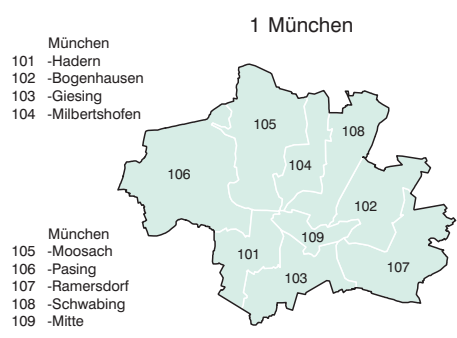 1 München
München
101 -Hadern
102 -Bogenhausen
103 -Giesing
104 -Milbertshofen
105
108
106
104
102
109
101
107
103
München
105 -Moosach
106 -Pasing
107 -Ramersdorf
108 -Schwabing
109 -Mitte